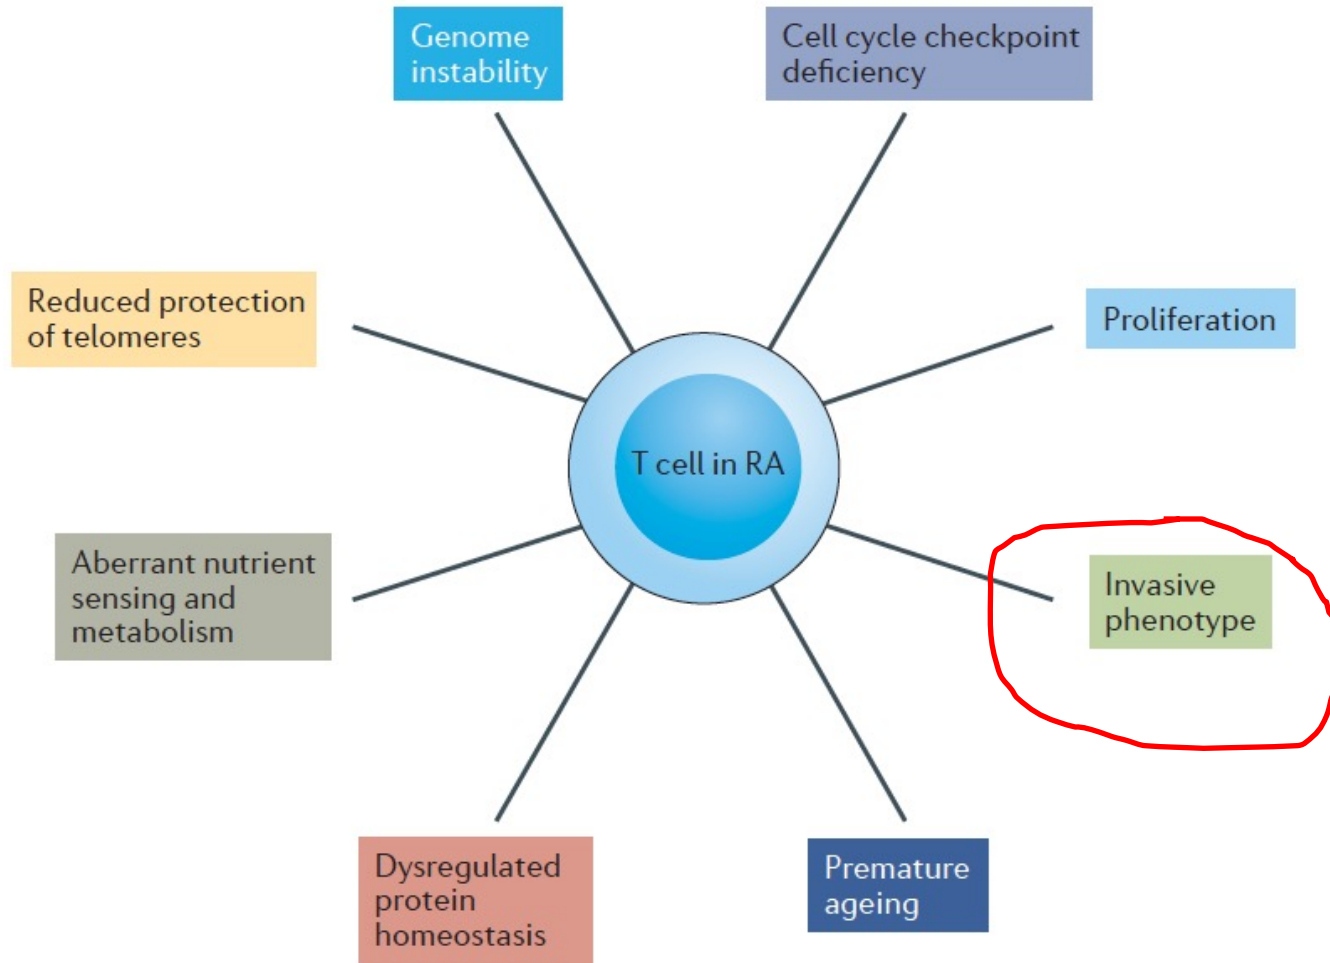 Genome
instability
Cell cycle checkpoint
deficiency
Reduced protection
of telomeres
Proliferation
T cell in RA
Aberrant nutrient
sensing and
metabolism
Invasive
phenotype
Dysregulated
protein
homeostasis
Premature
ageing